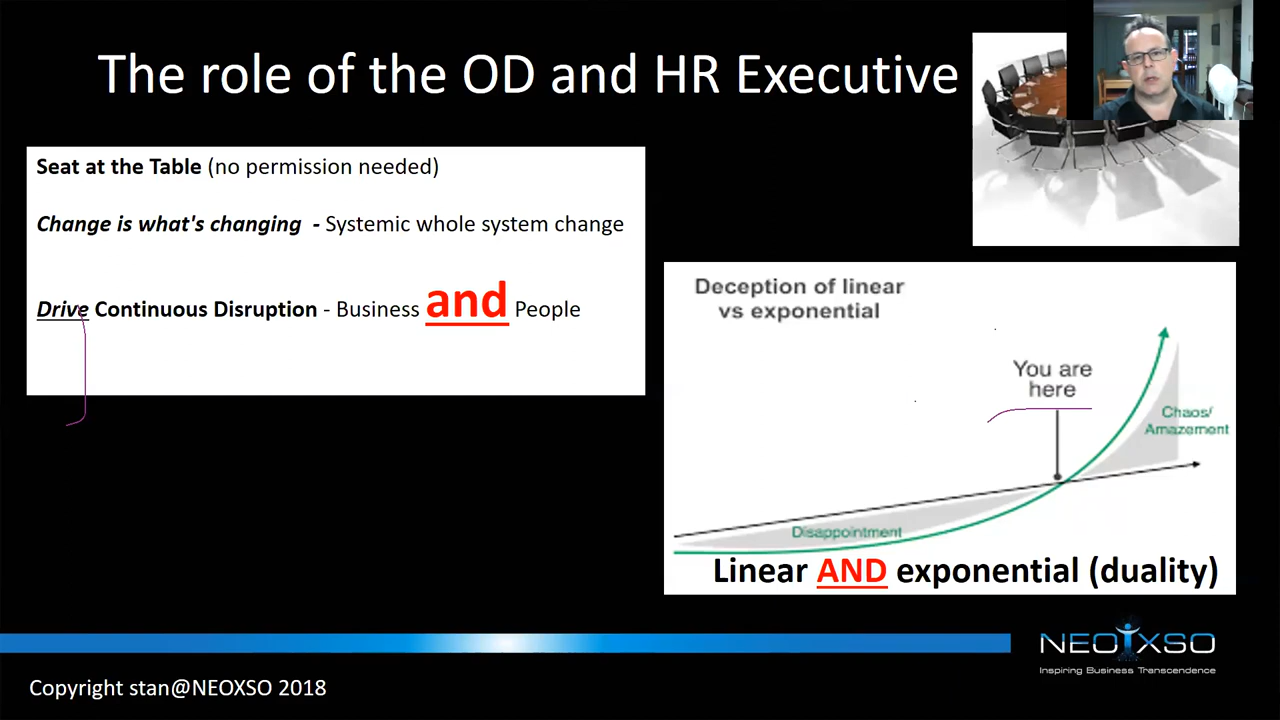 The role of the OD and HR Executive
Seat at the Table (no permission needed)
Change is what's changing - Systemic whole system change
Drive Continuous Disruption - Business and People
Deception of linear
vs exponential
You are
here
Chaos/
Amazement
Disappointment
Linear AND exponential (duality)
NEOXSO
Inspiring Business Transcendence
Copyright stan@NEOXSO 2018